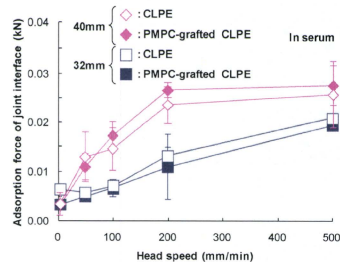 40mm
◇ : CLPE
◆ : PMPC-grafted CLPE
32mm
□ : CLPE
■ : PMPC-grafted CLPE
In serum
Adsorption force of joint interface (kN)
0.04
0.03
0.02
0.01
0.00
0 100 200 300 400 500
Head speed (mm/min)